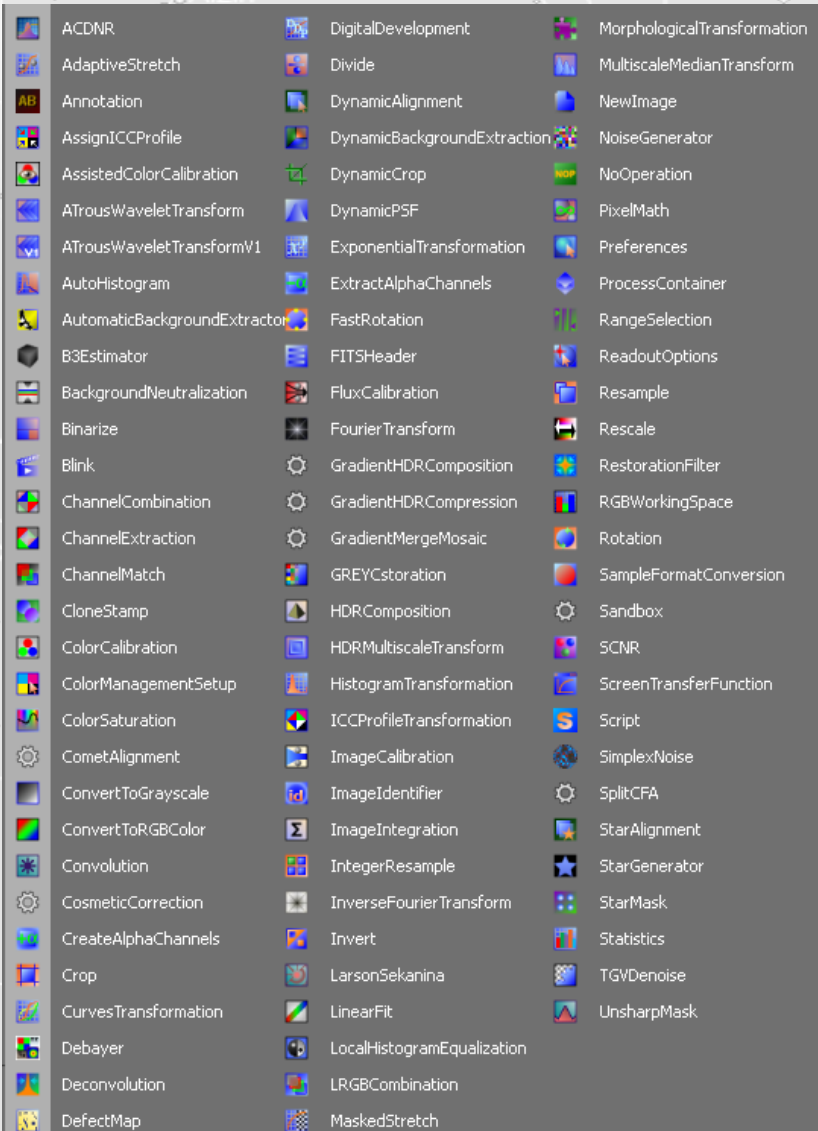 ACDNR
AdaptiveStretch
Annotation
AssignICCProfile
AssistedColorCalibration
ATrousWaveletTransform
ATrousWaveletTransformV1
AutoHistogram
AutomaticBackgroundExtractor
B3Estimator
BackgroundNeutralization
Binarize
Blink
ChannelCombination
ChannelExtraction
ChannelMatch
CloneStamp
ColorCalibration
ColorManagementSetup
ColorSaturation
CometAlignment
ConvertToGrayscale
ConvertToRGBColor
Convolution
CosmeticCorrection
CreateAlphaChannels
Crop
CurvesTransformation
Debayer
Deconvolution
DefectMap
DigitalDevelopment
Divide
DynamicAlignment
DynamicBackgroundExtraction
DynamicCrop
DynamicPSF
ExponentialTransformation
ExtractAlphaChannels
FastRotation
FITSHeader
FluxCalibration
FourierTransform
GradientHDRComposition
GradientHDRCompression
GradientMergeMosaic
GREYCstoration
HDRComposition
HDRMultiscaleTransform
HistogramTransformation
ICCProfileTransformation
ImageCalibration
ImageIdentifier
ImageIntegration
IntegerResample
InverseFourierTransform
Invert
LarsonSekanina
LinearFit
LocalHistogramEqualization
LRGBCombination
MaskedStretch
MorphologicalTransformation
MultiscaleMedianTransform
NewImage
NoiseGenerator
NOP NoOperation
PixelMath
Preferences
ProcessContainer
RangeSelection
ReadoutOptions
Resample
Rescale
RestorationFilter
RGBWorkingSpace
Rotation
SampleFormatConversion
Sandbox
SCNR
ScreenTransferFunction
Script
SimplexNoise
SplitCFA
StarAlignment
StarGenerator
StarMask
Statistics
TGVDenoise
UnsharpMask